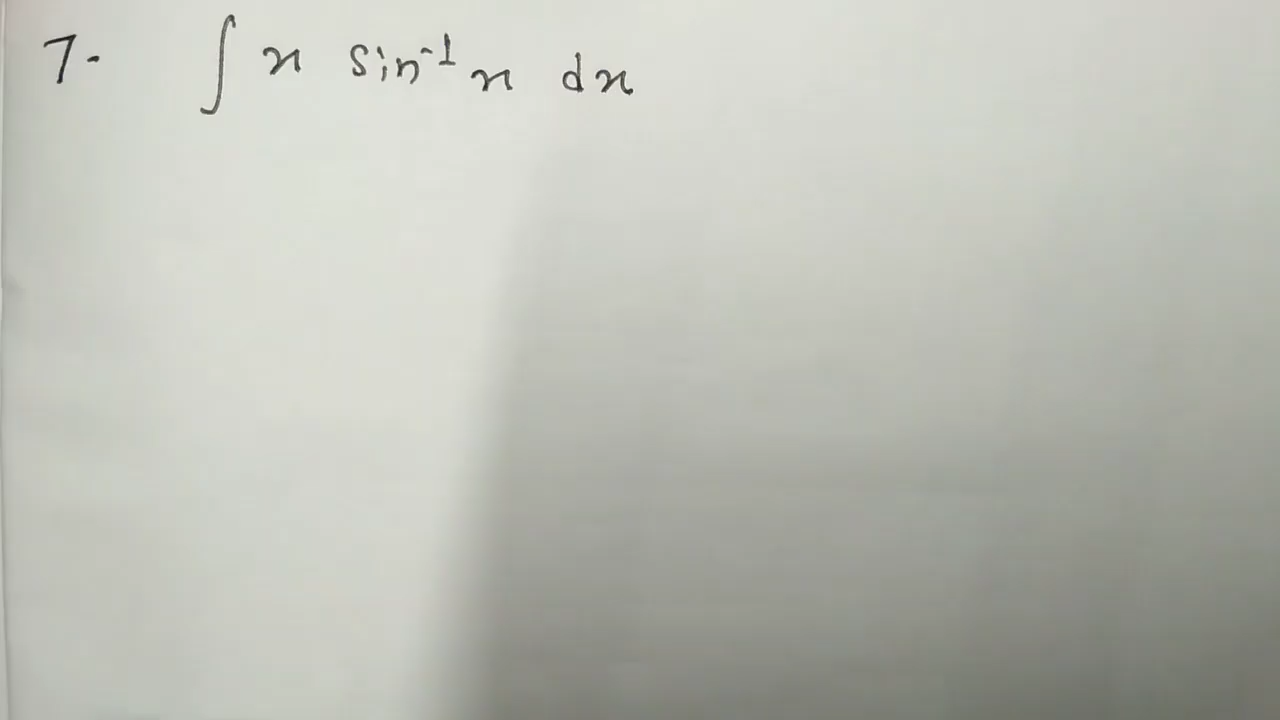 7. ∫ x sin⁻¹ x dx